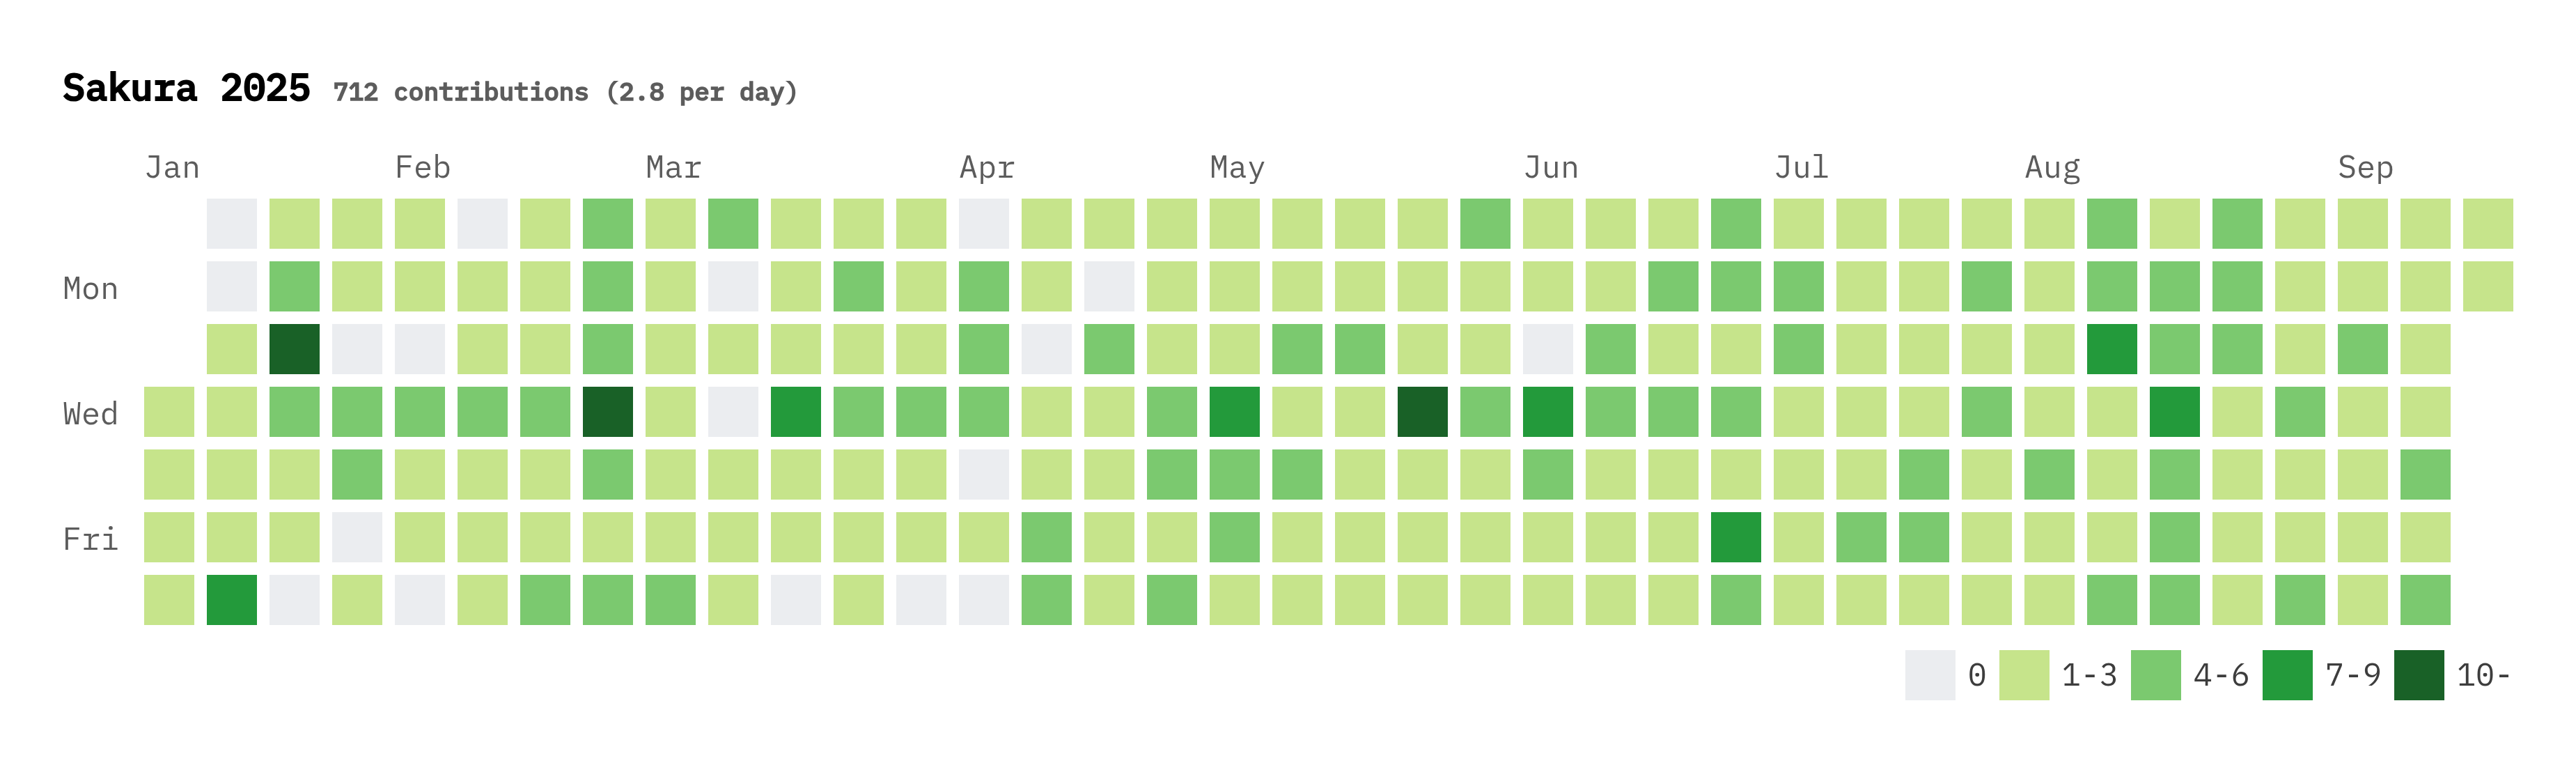 Sakura 2025 712 contributions (2.8 per day)
Jan Feb Mar Apr May Jun Jul Aug Sep
Mon
Wed
Fri
0 1-3 4-6 7-9 10-